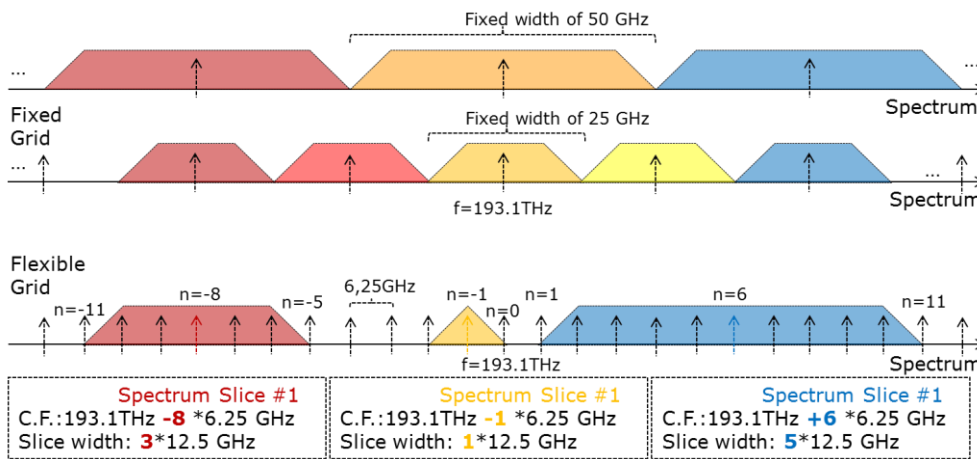 Fixed width of 50 GHz
... ...
Fixed
Grid
Spectrum
Fixed width of 25 GHz
... ...
f=193.1THz
Spectrum
Flexible
Grid
n=-11 n=-8 n=-5 6,25GHz n=-1 n=0 n=1 n=6 n=11
f=193.1THz
Spectrum
Spectrum Slice #1
C.F.:193.1THz -8 *6.25 GHz
Slice width: 3*12.5 GHz
Spectrum Slice #1
C.F.:193.1THz -1 *6.25 GHz
Slice width: 1*12.5 GHz
Spectrum Slice #1
C.F.:193.1THz +6 *6.25 GHz
Slice width: 5*12.5 GHz